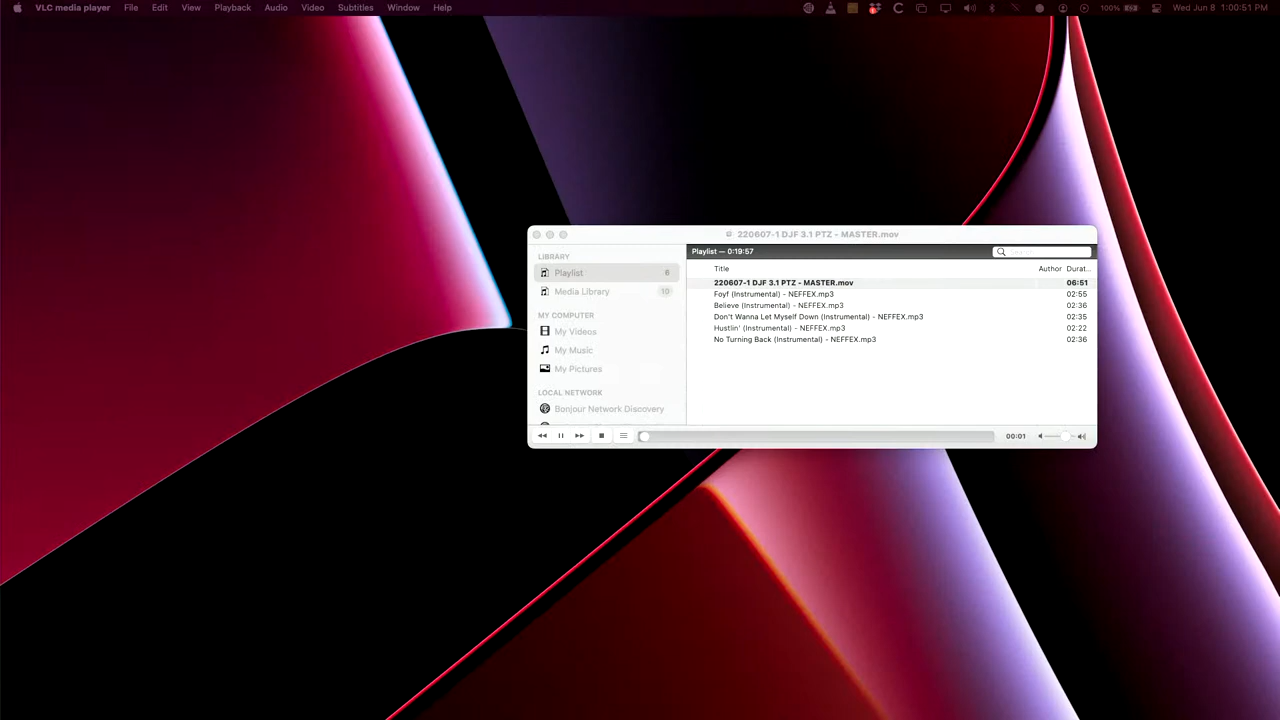 VLC media player File Edit View Playback Audio Video Subtitles Window Help 100% Wed Jun 8 1:00:51 PM
220607-1 DJF 3.1 PTZ - MASTER.mov
LIBRARY
Playlist 6
Media Library 10
MY COMPUTER
My Videos
My Music
My Pictures
LOCAL NETWORK
Bonjour Network Discovery
Playlist — 0:19:57
Search
Title Author Durat...
220607-1 DJF 3.1 PTZ - MASTER.mov 06:51
Foyf (Instrumental) - NEFFEX.mp3 02:55
Believe (Instrumental) - NEFFEX.mp3 02:36
Don't Wanna Let Myself Down (Instrumental) - NEFFEX.mp3 02:35
Hustlin' (Instrumental) - NEFFEX.mp3 02:22
No Turning Back (Instrumental) - NEFFEX.mp3 02:36
00:01